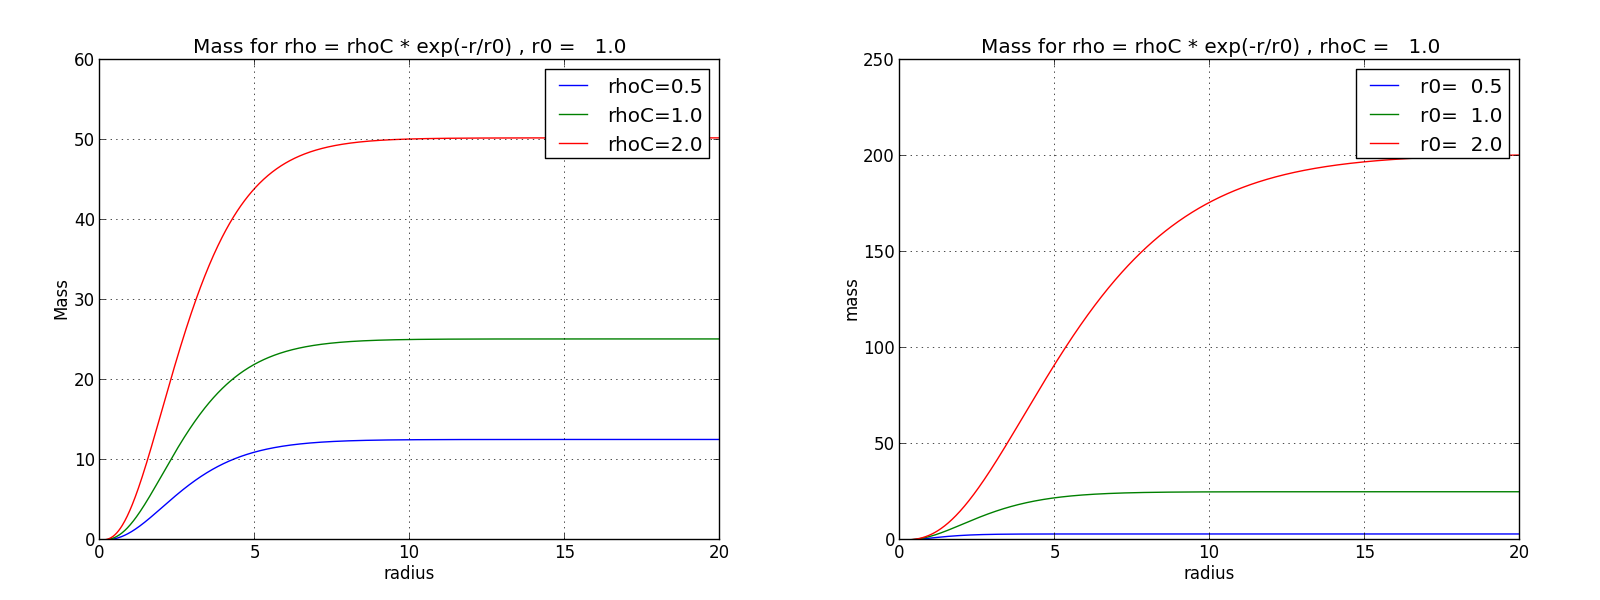 Mass for rho = rhoC * exp(-r/r0) , r0 =   1.0
60
50
40
30
20
10
0
Mass
rhoC=0.5
rhoC=1.0
rhoC=2.0
0 5 10 15 20
radius
Mass for rho = rhoC * exp(-r/r0) , rhoC =   1.0
250
200
150
100
50
0
mass
r0=  0.5
r0=  1.0
r0=  2.0
0 5 10 15 20
radius